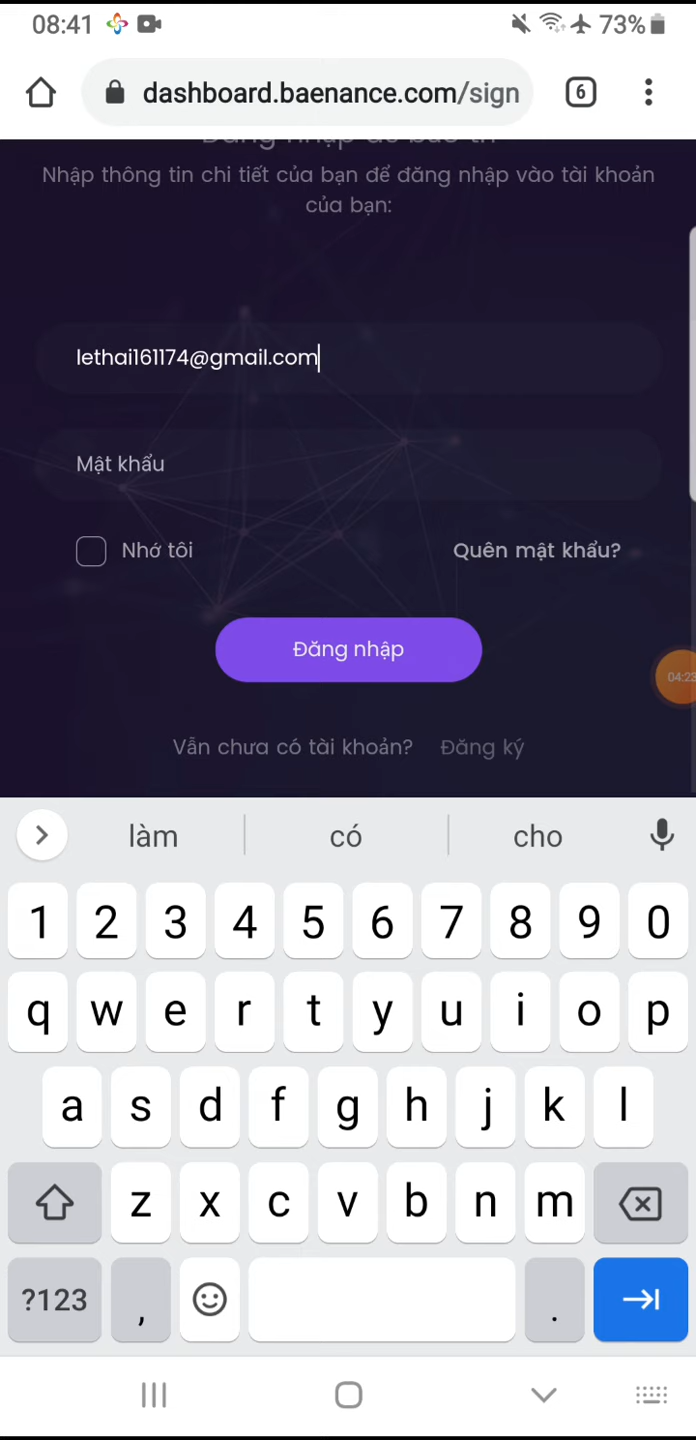 08:41
73%
dashboard.baenance.com/sign
6
Nhập thông tin chi tiết của bạn để đăng nhập vào tài khoản
của bạn:
lethai161174@gmail.com
Mật khẩu
Nhớ tôi
Quên mật khẩu?
Đăng nhập
04:23
Vẫn chưa có tài khoản? Đăng ký
làm có cho
1 2 3 4 5 6 7 8 9 0
q w e r t y u i o p
a s d f g h j k l
z x c v b n m
?123 , .